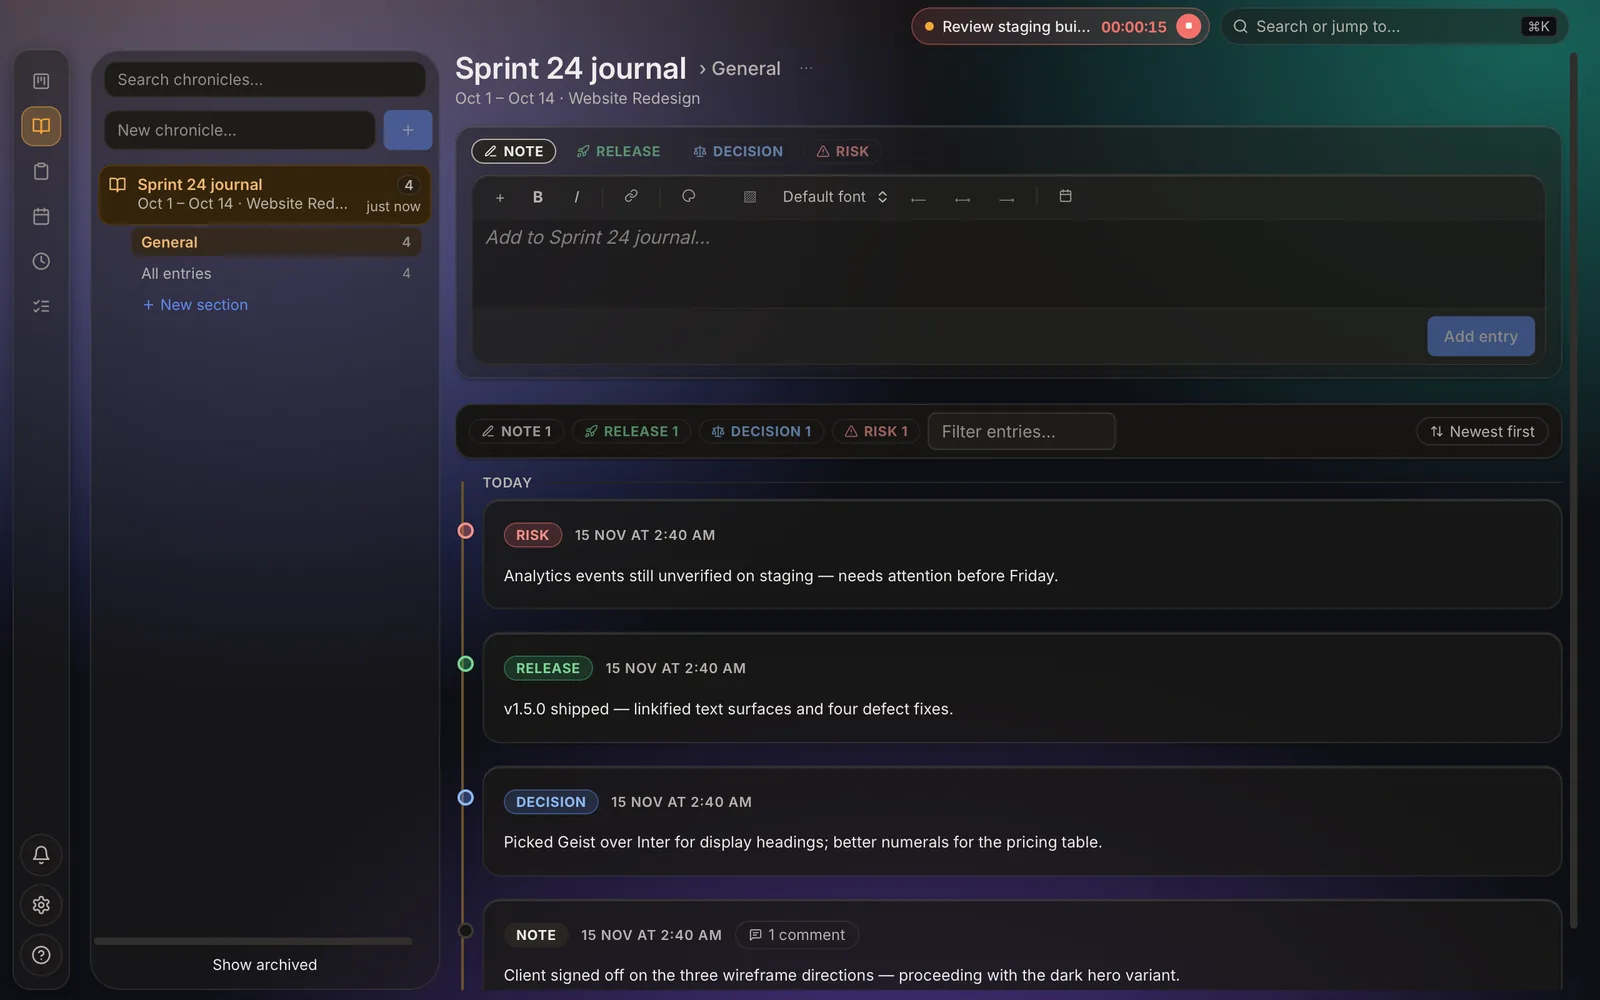 Review staging bui... 00:00:15
Search or jump to... ⌘K
Search chronicles...
New chronicle... +
Sprint 24 journal 4
Oct 1 – Oct 14 · Website Red... just now
General 4
All entries 4
+ New section
Show archived
Sprint 24 journal › General ...
Oct 1 – Oct 14 · Website Redesign
NOTE RELEASE DECISION RISK
+ B I Default font
Add to Sprint 24 journal...
Add entry
NOTE 1 RELEASE 1 DECISION 1 RISK 1 Filter entries... Newest first
TODAY
RISK 15 NOV AT 2:40 AM
Analytics events still unverified on staging — needs attention before Friday.
RELEASE 15 NOV AT 2:40 AM
v1.5.0 shipped — linkified text surfaces and four defect fixes.
DECISION 15 NOV AT 2:40 AM
Picked Geist over Inter for display headings; better numerals for the pricing table.
NOTE 15 NOV AT 2:40 AM 1 comment
Client signed off on the three wireframe directions — proceeding with the dark hero variant.